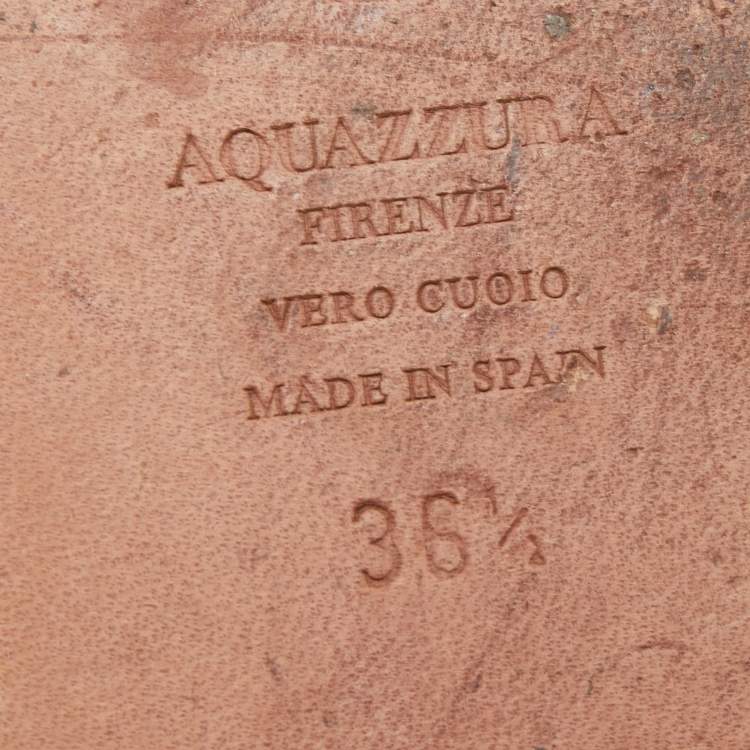 AQUAZZURA
FIRENZE
VERO CUOIO
MADE IN SPAIN
36½